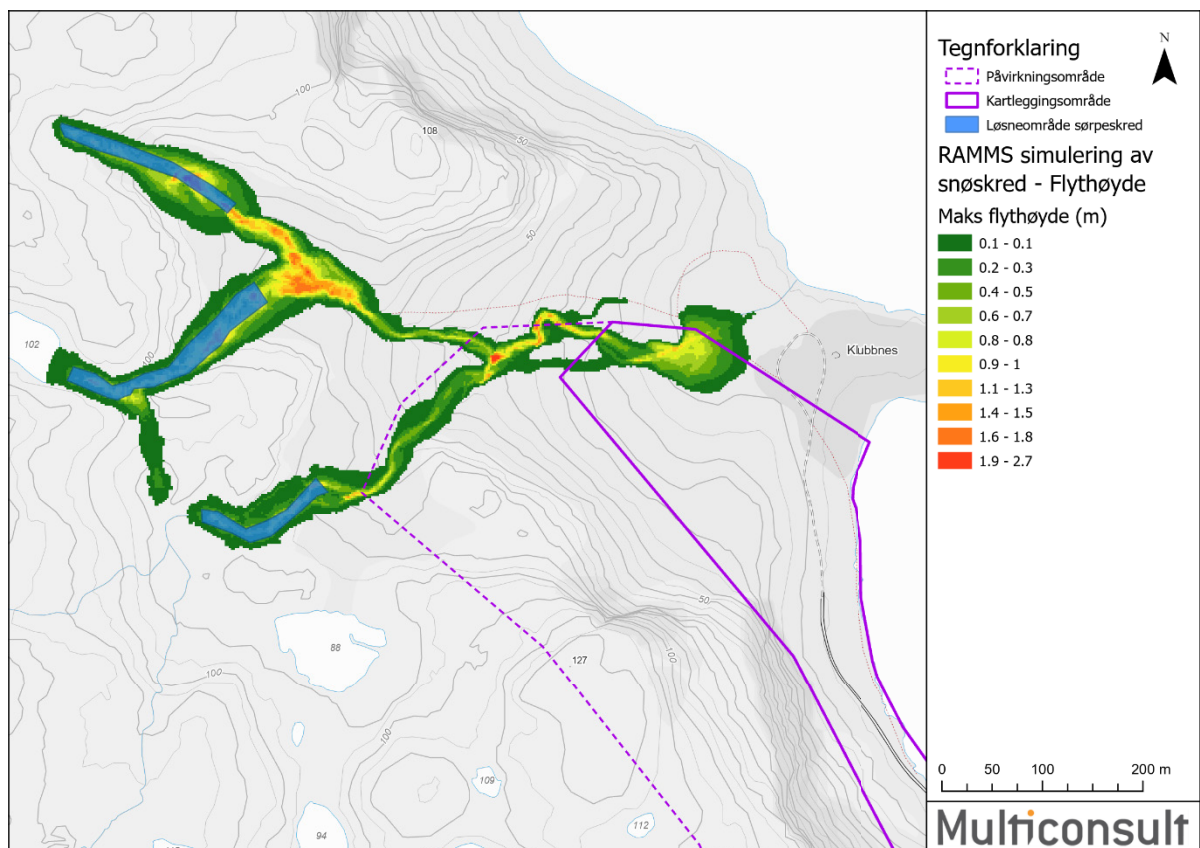 Tegnforklaring
Påvirkningsområde
Kartleggingsområde
Løsneområde sørpeskred
RAMMS simulering av
snøskred - Flythøyde
Maks flythøyde (m)
0.1 - 0.1
0.2 - 0.3
0.4 - 0.5
0.6 - 0.7
0.8 - 0.8
0.9 - 1
1.1 - 1.3
1.4 - 1.5
1.6 - 1.8
1.9 - 2.7
N
0 50 100 200 m
Multiconsult
100
108
50
50
102
100
Klubbnes
50
88
127
100
100
100
109
94
112